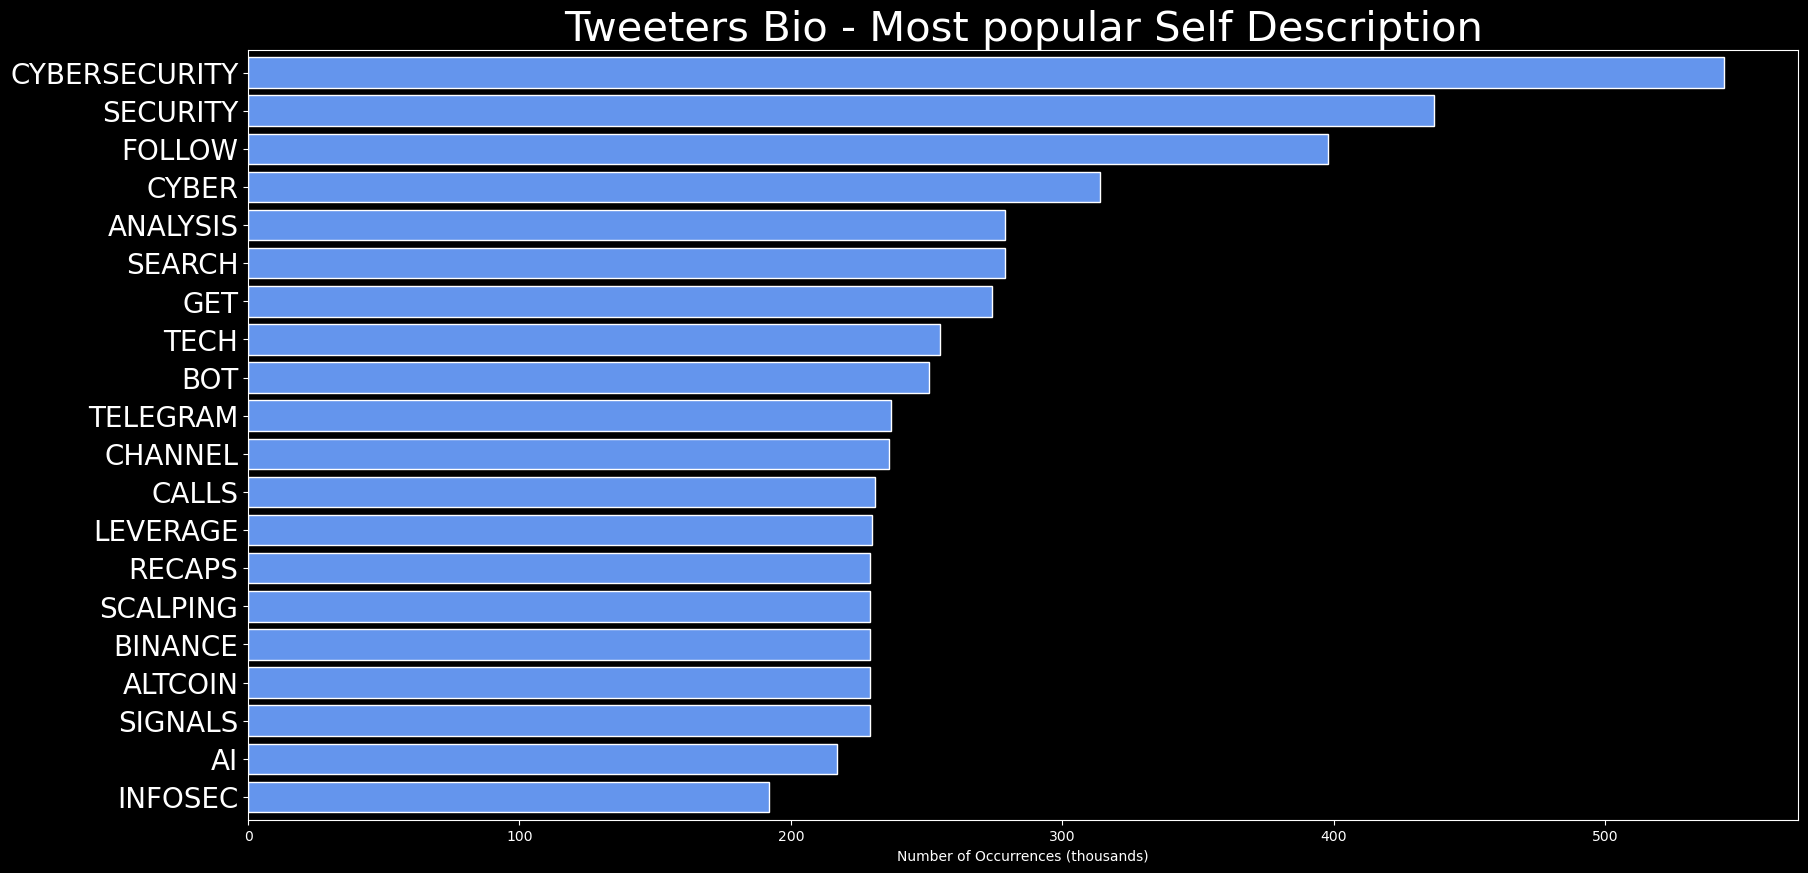 Tweeters Bio - Most popular Self Description
CYBERSECURITY
SECURITY
FOLLOW
CYBER
ANALYSIS
SEARCH
GET
TECH
BOT
TELEGRAM
CHANNEL
CALLS
LEVERAGE
RECAPS
SCALPING
BINANCE
ALTCOIN
SIGNALS
AI
INFOSEC
0 100 200 300 400 500
Number of Occurrences (thousands)